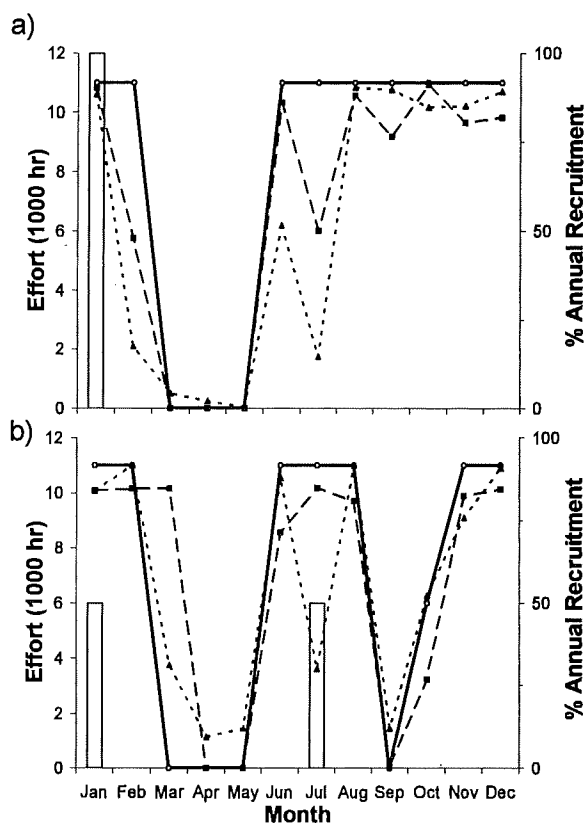 a)
12
10
8
6
4
2
0
Effort (1000 hr)
100
50
0
% Annual Recruitment
b)
12
10
8
6
4
2
0
Effort (1000 hr)
100
50
0
% Annual Recruitment
Jan Feb Mar Apr May Jun Jul Aug Sep Oct Nov Dec
Month